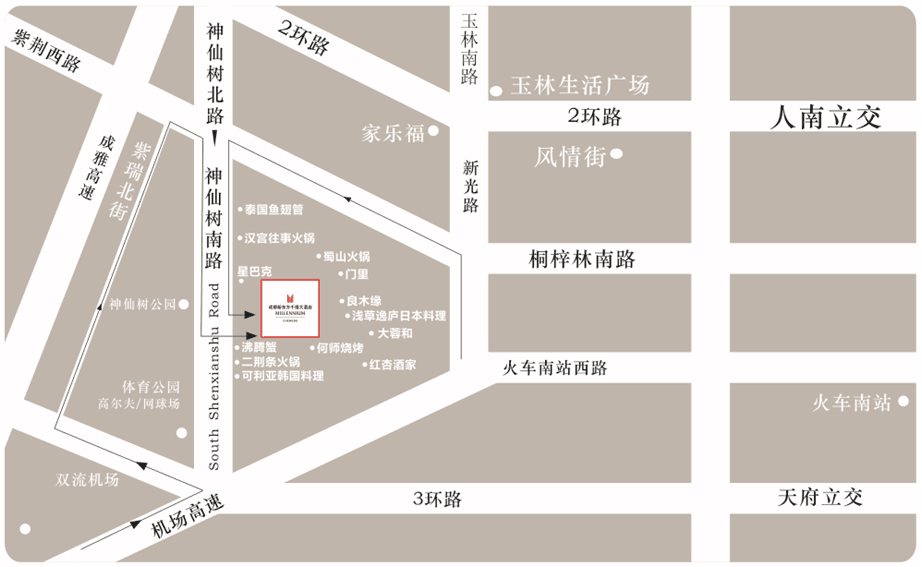 紫荆西路
神仙树北路
2环路
玉林南路
玉林生活广场
2环路
人南立交
家乐福
风情街
成雅高速
紫瑞北街
新光路
神仙树南路
泰国鱼翅管
汉宫往事火锅
蜀山火锅
桐梓林南路
星巴克
门里
神仙树公园
MILLENNIUM
CHENGDU
良木缘
浅草逸庐日本料理
大蓉和
沸腾蟹
何师烧烤
二荆条火锅
红杏酒家
可利亚韩国料理
火车南站西路
South Shenxianshu Road
体育公园
高尔夫/网球场
火车南站
双流机场
机场高速
3环路
天府立交